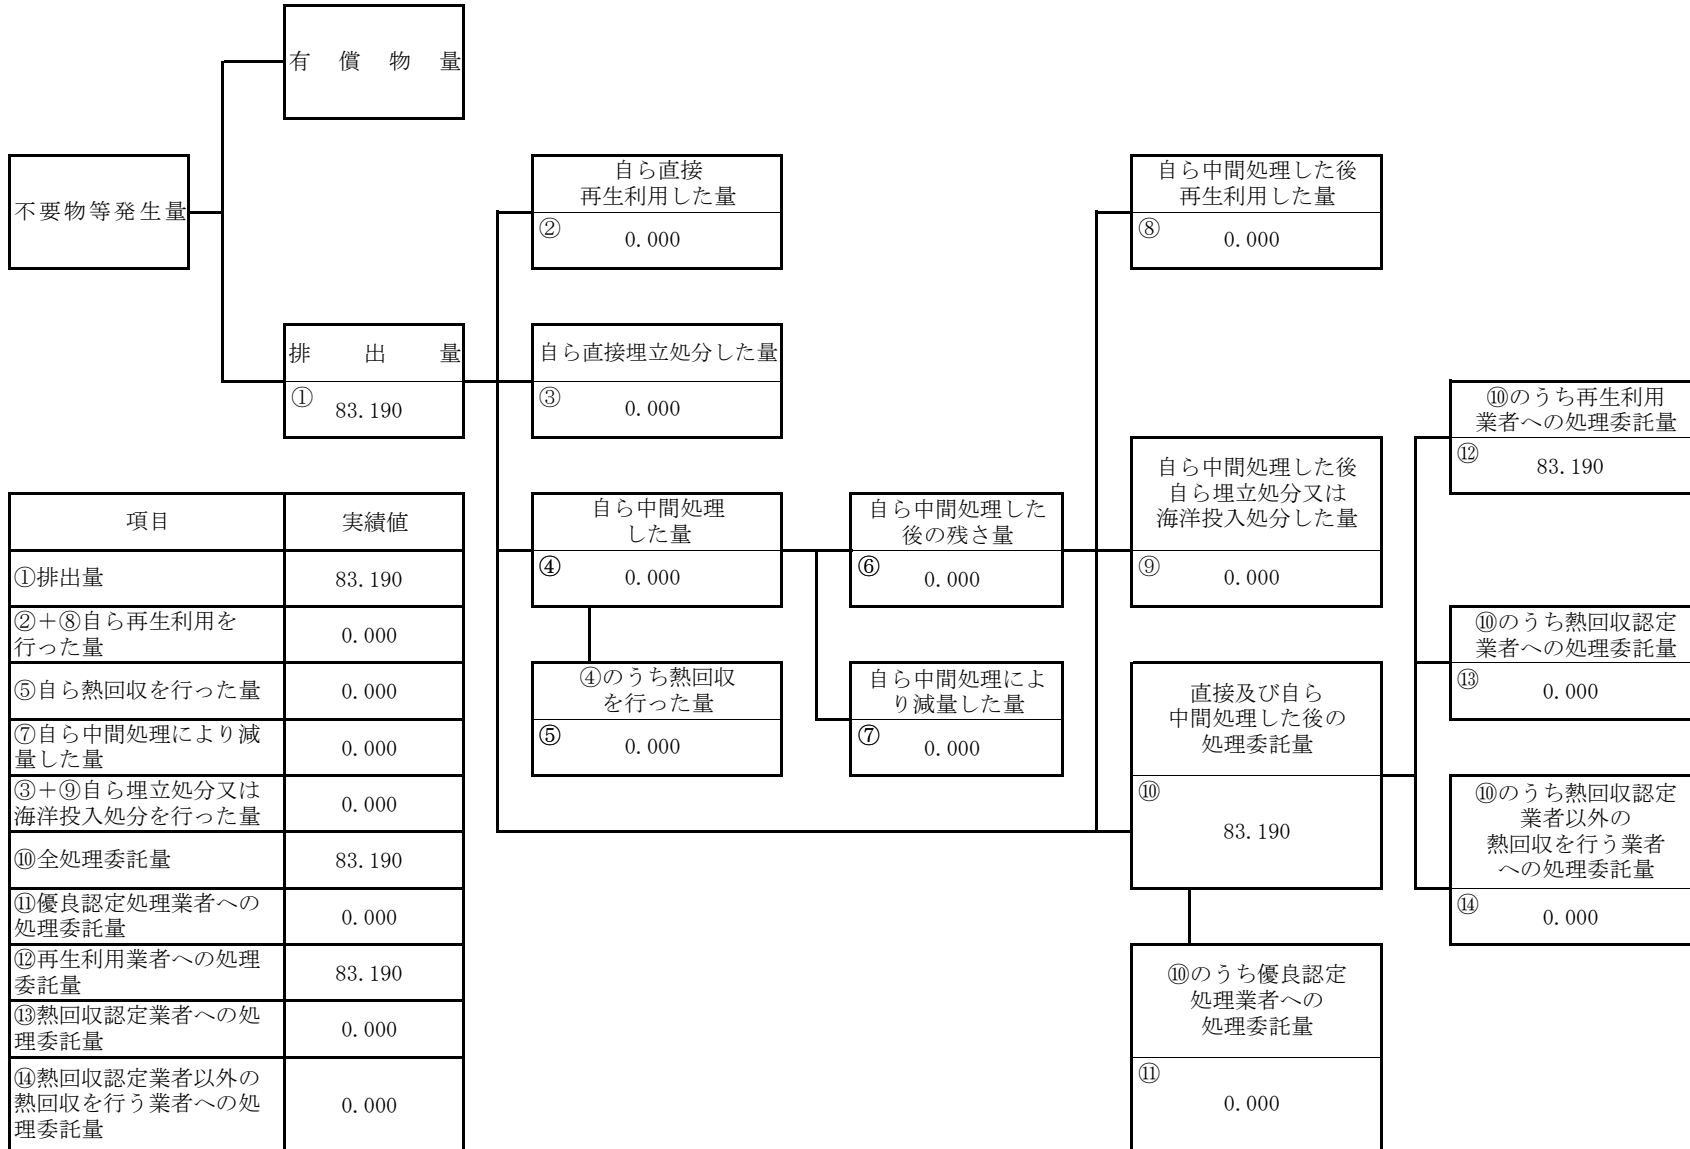 有償物量
不要物等発生量
排出量
①
83.190
自ら直接
再生利用した量
②
0.000
自ら直接埋立処分した量
③
0.000
自ら中間処理
した量
④
0.000
④のうち熱回収
を行った量
⑤
0.000
自ら中間処理した
後の残さ量
⑥
0.000
自ら中間処理によ
り減量した量
⑦
0.000
自ら中間処理した後
再生利用した量
⑧
0.000
自ら中間処理した後
自ら埋立処分又は
海洋投入処分した量
⑨
0.000
直接及び自ら
中間処理した後の
処理委託量
⑩
83.190
⑩のうち優良認定
処理業者への
処理委託量
⑪
0.000
⑩のうち再生利用
業者への処理委託量
⑫
83.190
⑩のうち熱回収認定
業者への処理委託量
⑬
0.000
⑩のうち熱回収認定
業者以外の
熱回収を行う業者
への処理委託量
⑭
0.000
項目 実績値
①排出量 83.190
②＋⑧自ら再生利用を
行った量 0.000
⑤自ら熱回収を行った量 0.000
⑦自ら中間処理により減
量した量 0.000
③＋⑨自ら埋立処分又は
海洋投入処分を行った量 0.000
⑩全処理委託量 83.190
⑪優良認定処理業者への
処理委託量 0.000
⑫再生利用業者への処理
委託量 83.190
⑬熱回収認定業者への処
理委託量 0.000
⑭熱回収認定業者以外の
熱回収を行う業者への処
理委託量 0.000